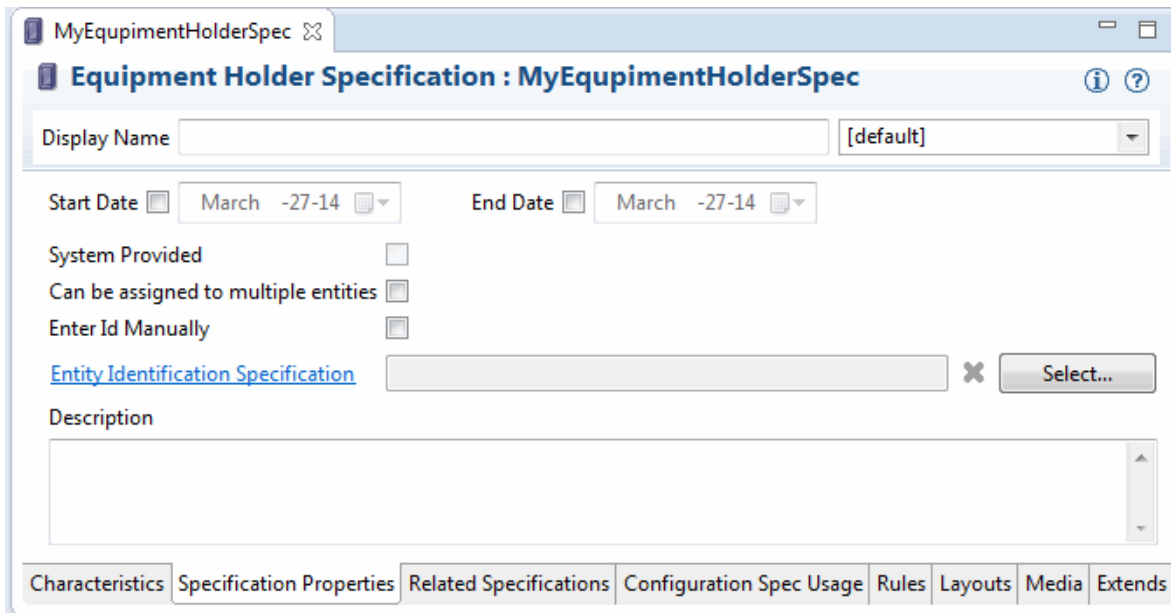 MyEqupimentHolderSpec
Equipment Holder Specification : MyEqupimentHolderSpec
Display Name [default]
Start Date March -27-14 End Date March -27-14
System Provided
Can be assigned to multiple entities
Enter Id Manually
Entity Identification Specification Select...
Description
Characteristics Specification Properties Related Specifications Configuration Spec Usage Rules Layouts Media Extends